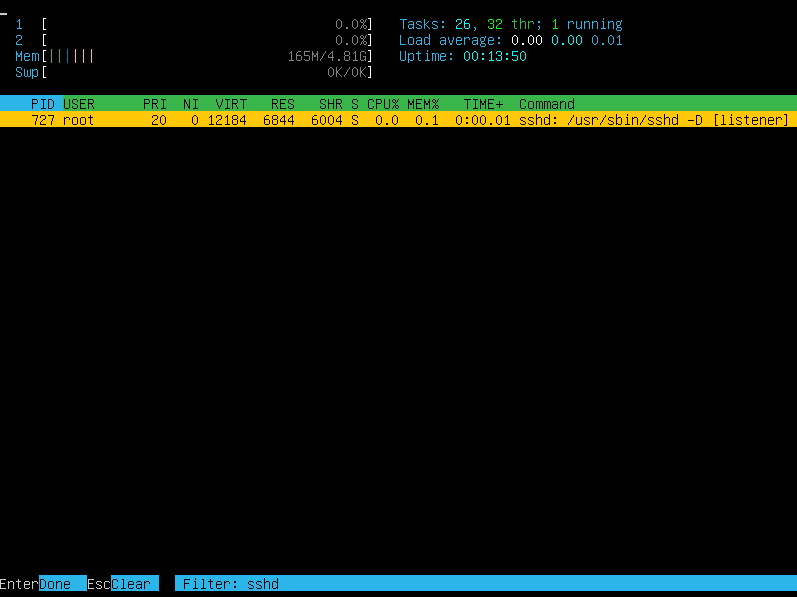 1 [ 0.0%] Tasks: 26, 32 thr; 1 running
2 [ 0.0%] Load average: 0.00 0.00 0.01
Mem[|||||| 165M/4.81G] Uptime: 00:13:50
Swp[ 0K/0K]
PID USER PRI NI VIRT RES SHR S CPU% MEM% TIME+ Command
727 root 20 0 12184 6844 6004 S 0.0 0.1 0:00.01 sshd: /usr/sbin/sshd -D [listener]
EnterDone EscClear Filter: sshd